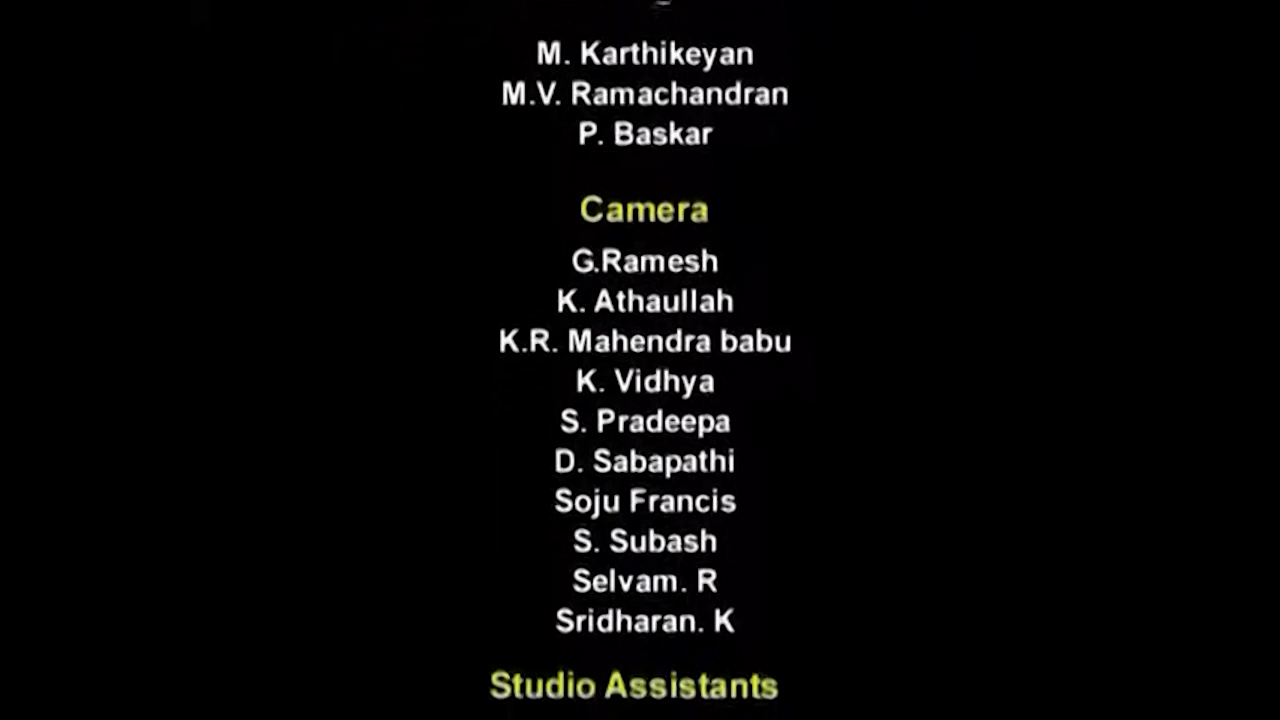 M. Karthikeyan
M.V. Ramachandran
P. Baskar
Camera
G.Ramesh
K. Athaullah
K.R. Mahendra babu
K. Vidhya
S. Pradeepa
D. Sabapathi
Soju Francis
S. Subash
Selvam. R
Sridharan. K
Studio Assistants